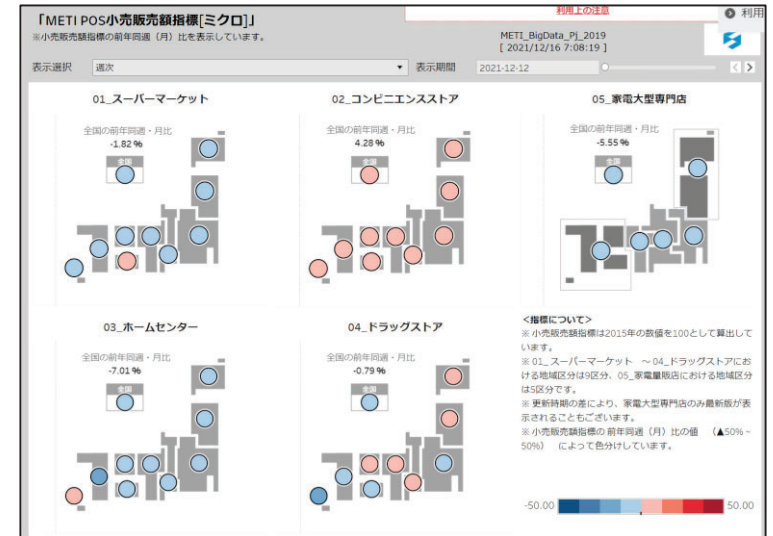 「METI POS小売販売額指標[ミクロ]」
※小売販売額指標の前年同週（月）比を表示しています。
利用上の注意
利用
METI_BigData_Pj_2019
[ 2021/12/16 7:08:19 ]
表示選択 週次 表示期間 2021-12-12
01_スーパーマーケット
全国の前年同週・月比
-1.82 %
全国
02_コンビニエンスストア
全国の前年同週・月比
4.28 %
全国
05_家電大型専門店
全国の前年同週・月比
-5.55 %
全国
03_ホームセンター
全国の前年同週・月比
-7.01 %
全国
04_ドラッグストア
全国の前年同週・月比
-0.79 %
全国
＜指標について＞
※ 小売販売額指標は2015年の数値を100として算出して
います。
※ 01_ スーパーマーケット ～04_ドラッグストアにお
ける地域区分は9区分、05_家電量販店における地域区分
は5区分です。
※ 更新時期の差により、家電大型専門店のみ最新版が表
示されることもございます。
※ 小売販売額指標の 前年同週（月）比の値 （▲50% ~
50%） によって色分けしています。
-50.00 50.00